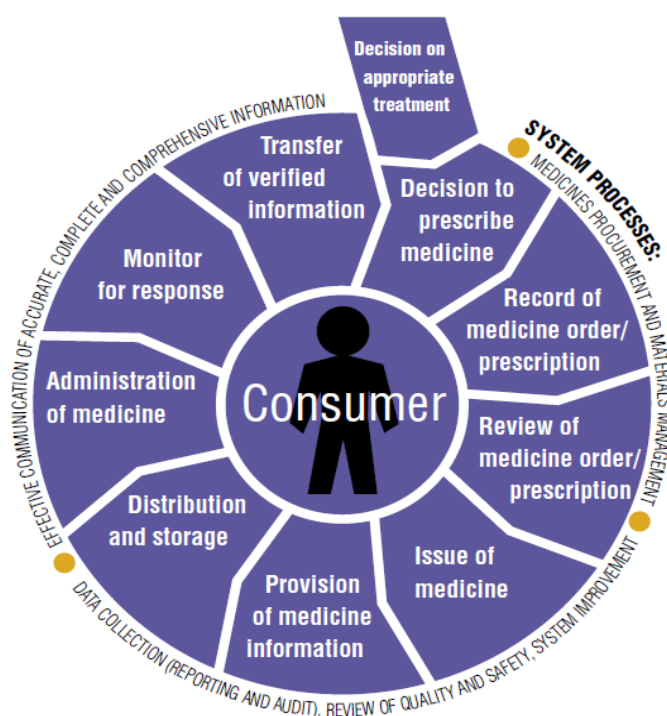 Decision on
appropriate
treatment
Decision to
prescribe
medicine
Record of
medicine order/
prescription
Review of
medicine order/
prescription
Issue of
medicine
Provision
of medicine
information
Distribution
and storage
Administration
of medicine
Monitor
for response
Transfer
of verified
information
Consumer
SYSTEM PROCESSES:
MEDICINES PROCUREMENT AND MATERIALS MANAGEMENT
DATA COLLECTION (REPORTING AND AUDIT), REVIEW OF QUALITY AND SAFETY, SYSTEM IMPROVEMENT
EFFECTIVE COMMUNICATION OF ACCURATE, COMPLETE AND COMPREHENSIVE INFORMATION